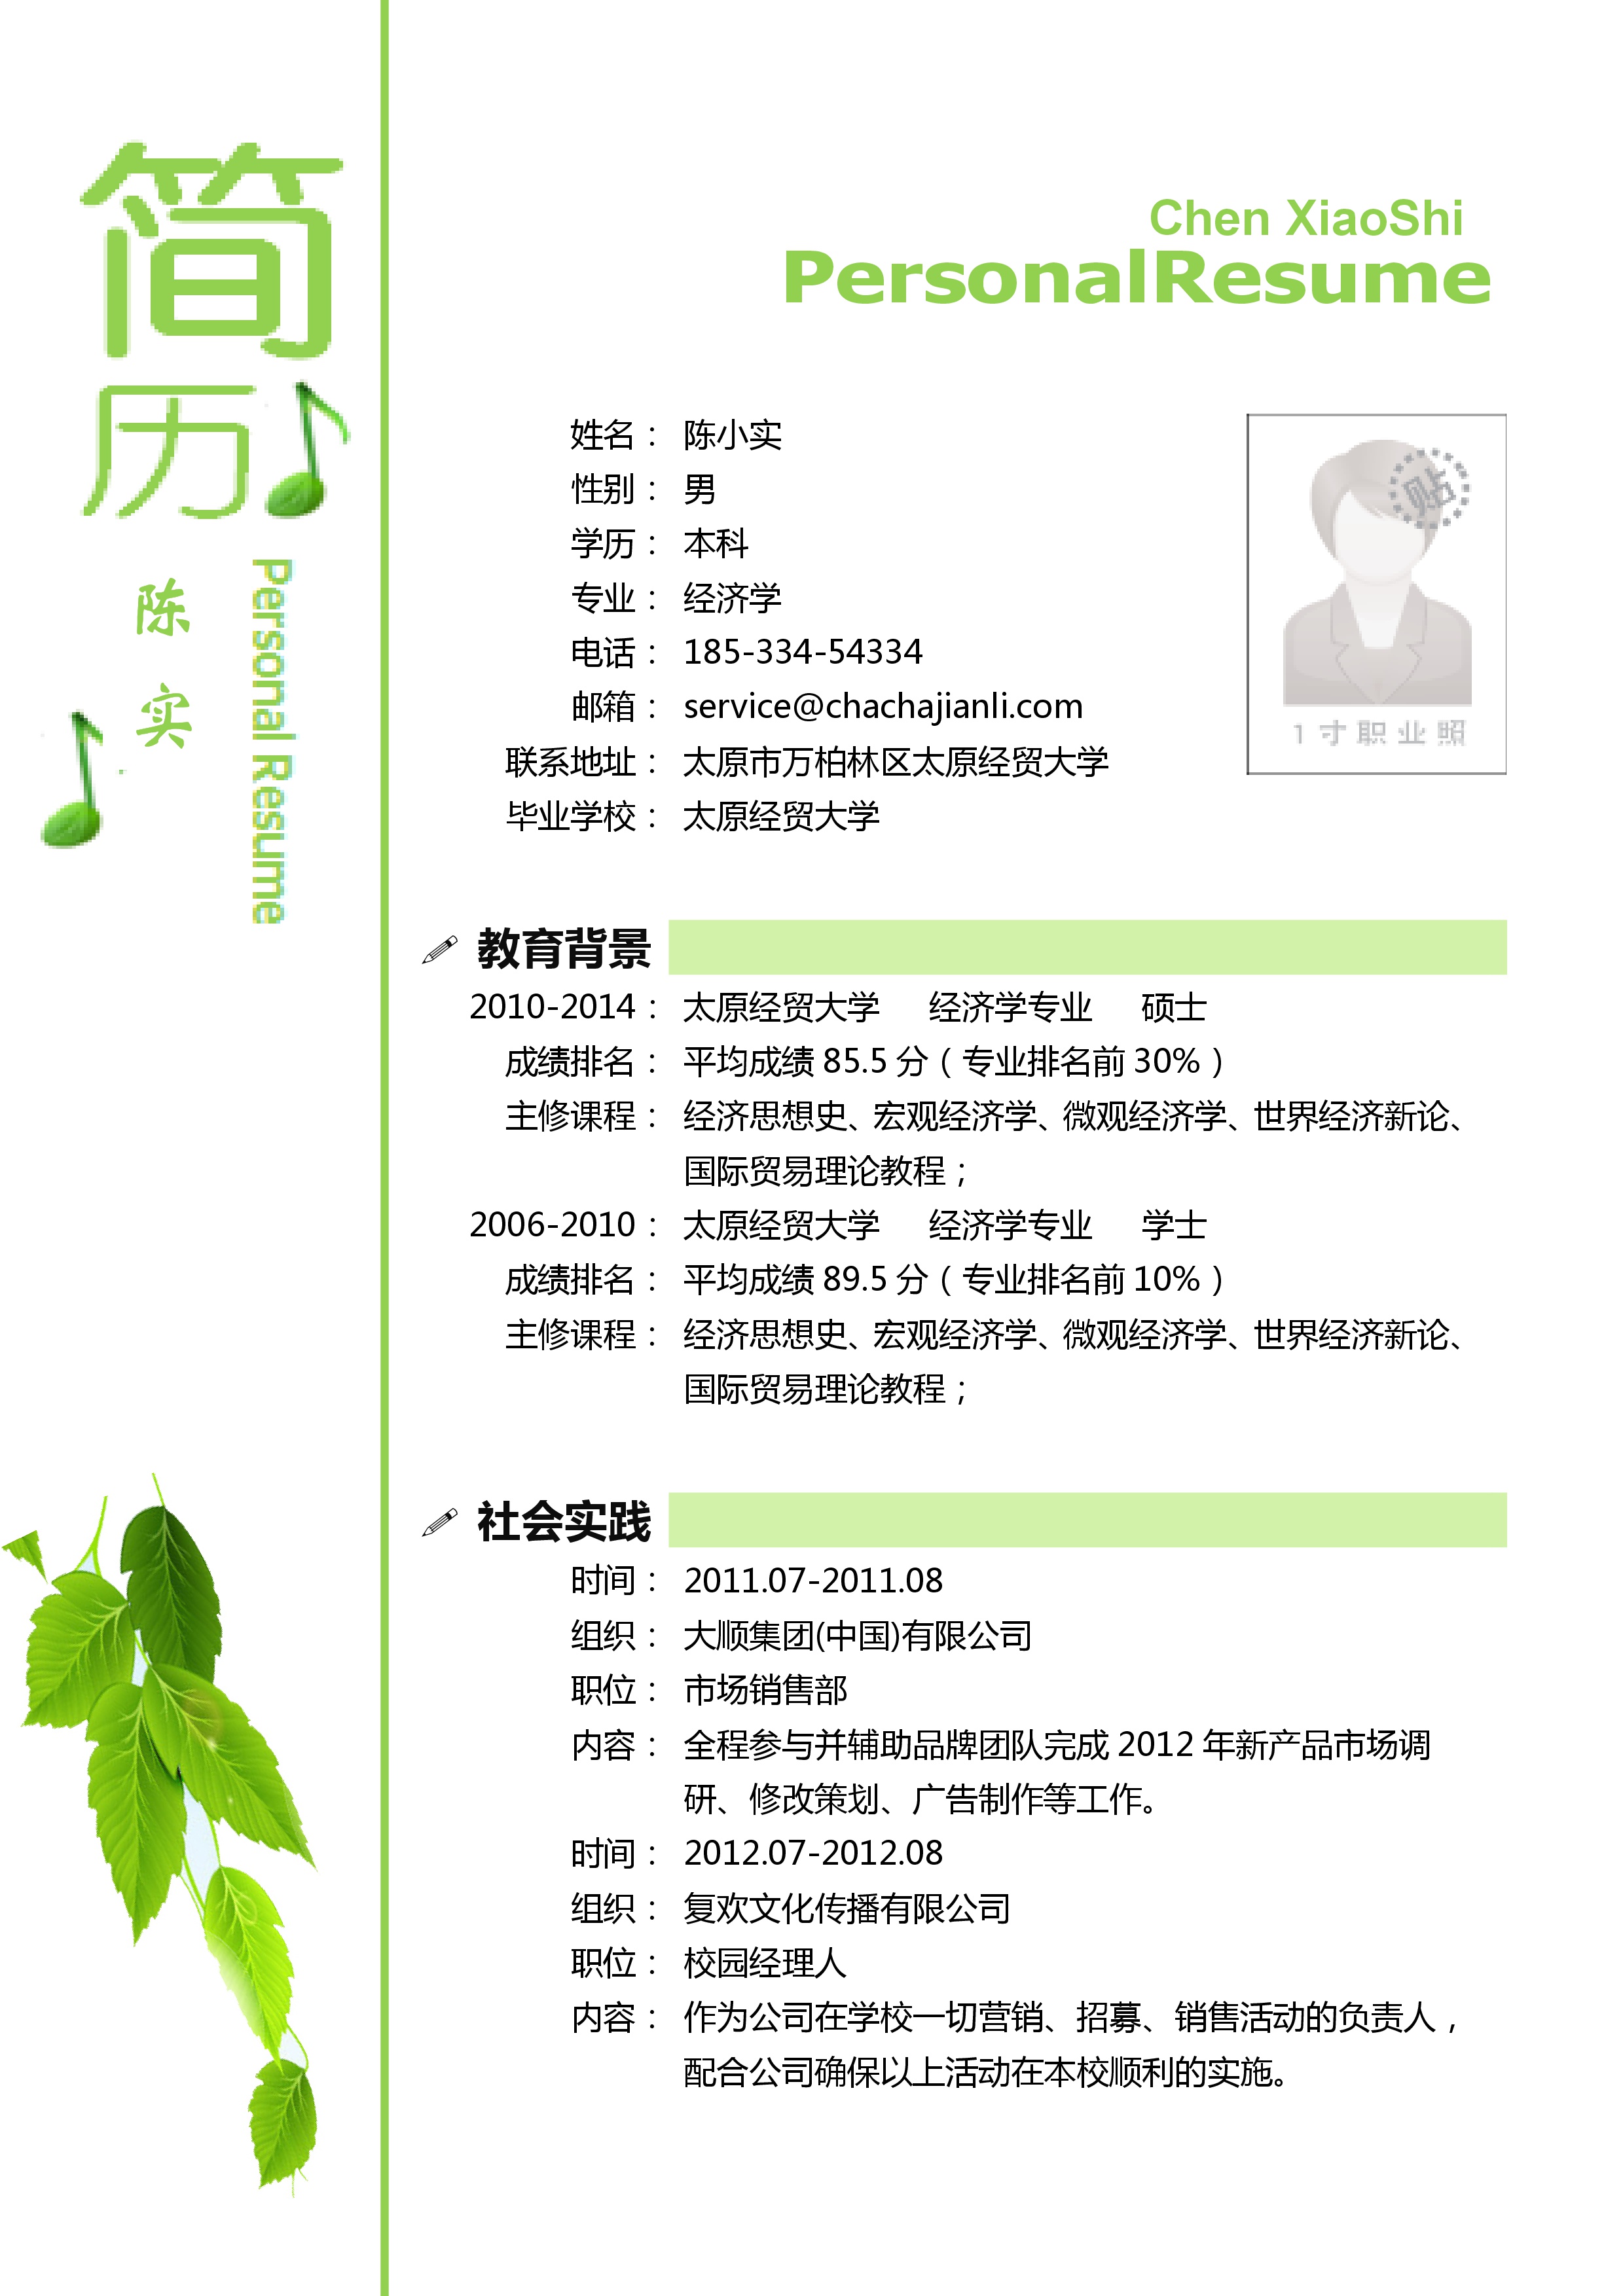 简
历
陈
实
Personal Resume
Chen XiaoShi
PersonalResume
姓名： 陈小实
性别： 男
学历： 本科
专业： 经济学
电话： 185-334-54334
邮箱： service@chachajianli.com
联系地址： 太原市万柏林区太原经贸大学
毕业学校： 太原经贸大学
贴
1寸职业照
教育背景
2010-2014： 太原经贸大学 经济学专业 硕士
成绩排名： 平均成绩 85.5 分（专业排名前 30%）
主修课程： 经济思想史、宏观经济学、微观经济学、世界经济新论、
国际贸易理论教程；
2006-2010： 太原经贸大学 经济学专业 学士
成绩排名： 平均成绩 89.5 分（专业排名前 10%）
主修课程： 经济思想史、宏观经济学、微观经济学、世界经济新论、
国际贸易理论教程；
社会实践
时间： 2011.07-2011.08
组织： 大顺集团(中国)有限公司
职位： 市场销售部
内容： 全程参与并辅助品牌团队完成 2012 年新产品市场调
研、修改策划、广告制作等工作。
时间： 2012.07-2012.08
组织： 复欢文化传播有限公司
职位： 校园经理人
内容： 作为公司在学校一切营销、招募、销售活动的负责人，
配合公司确保以上活动在本校顺利的实施。